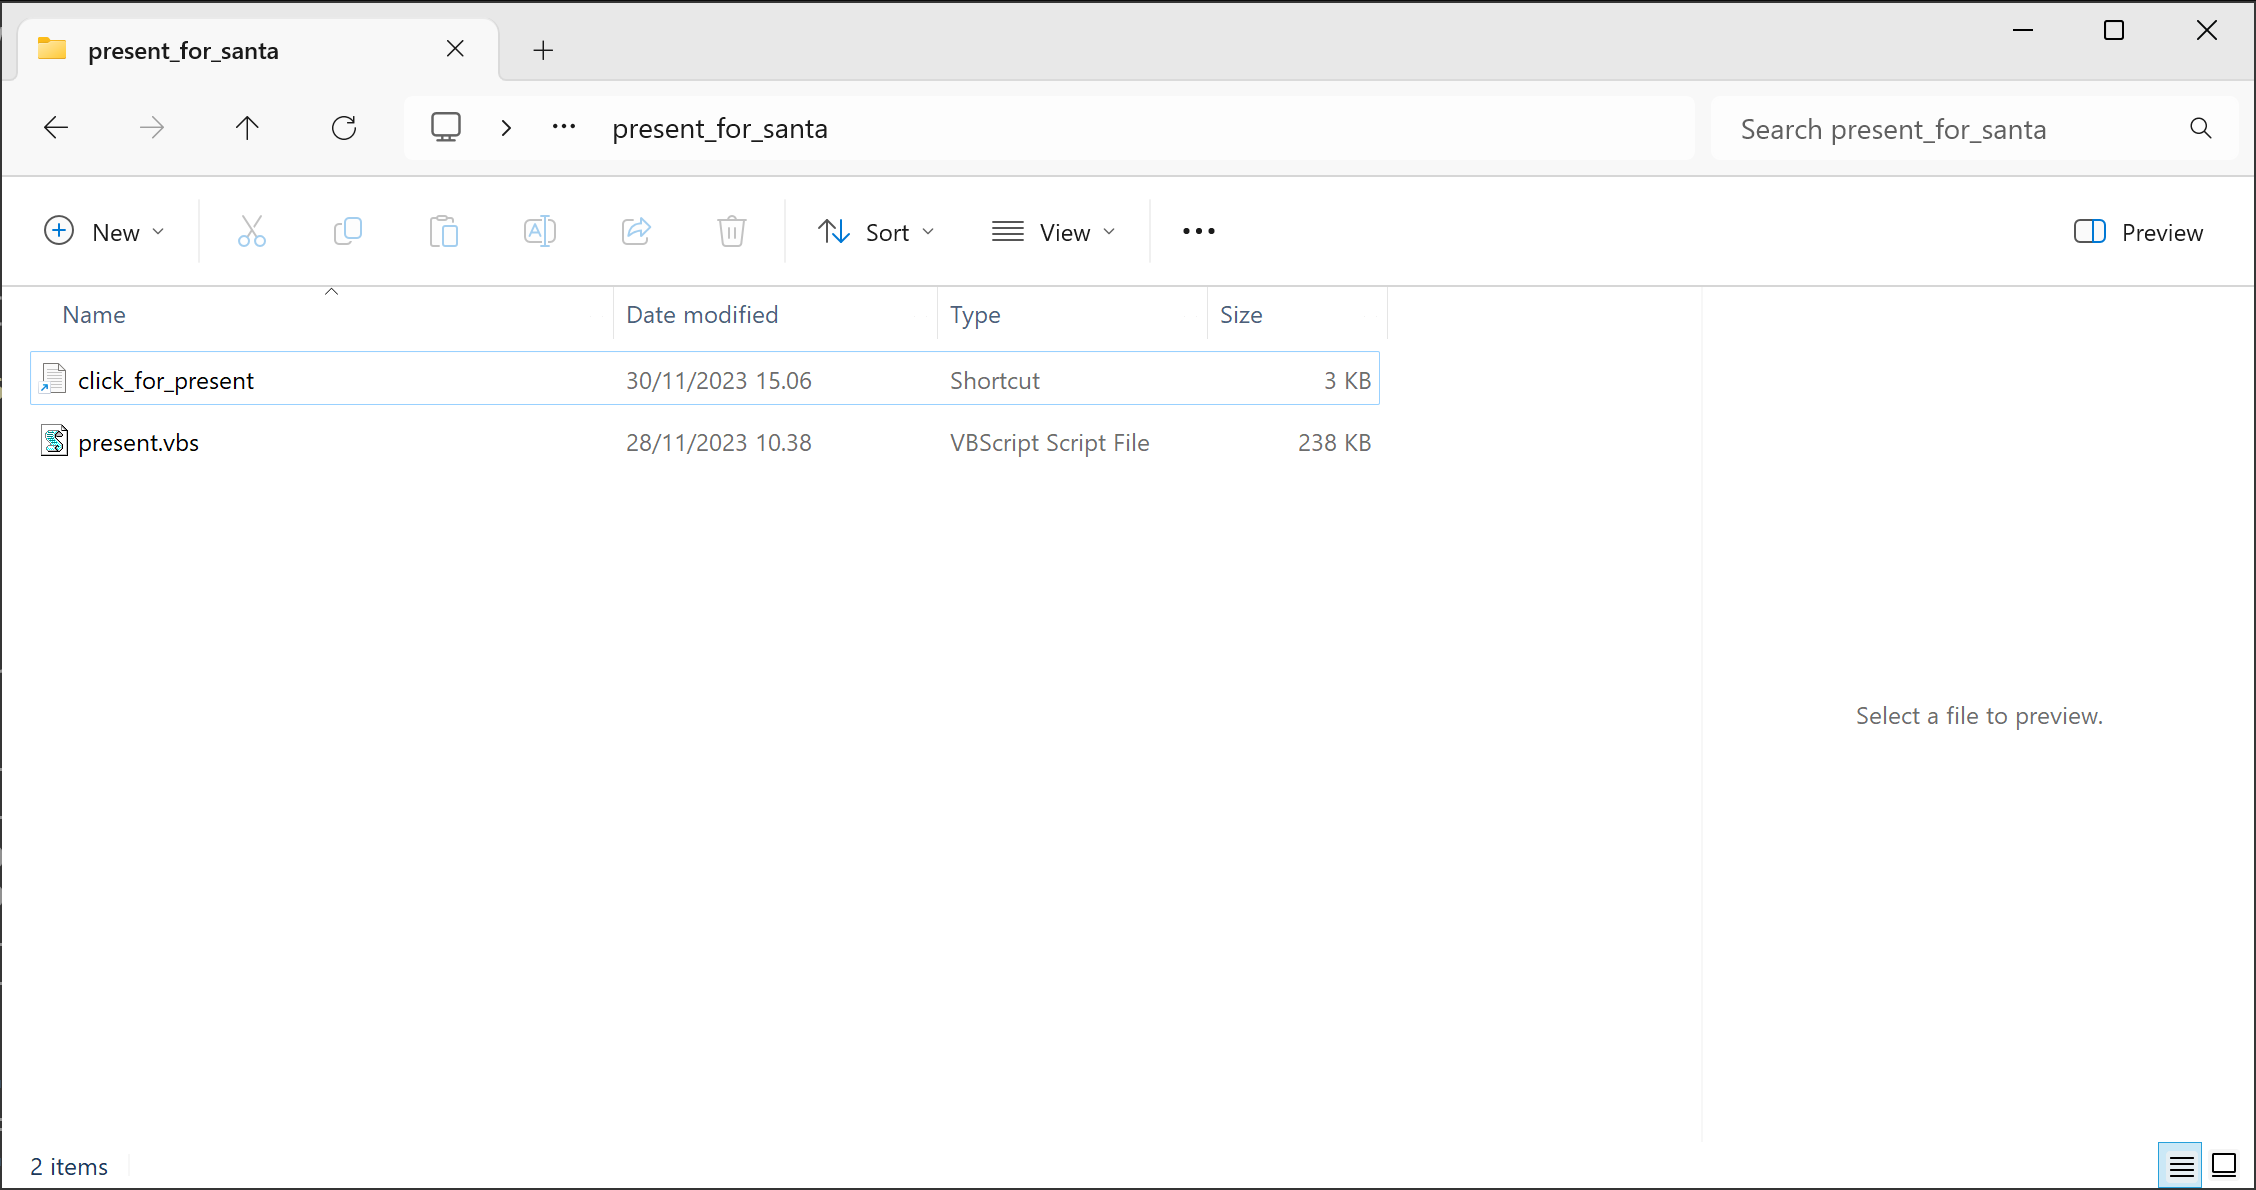 present_for_santa
present_for_santa
Search present_for_santa
New
Sort
View
Preview
Name
Date modified
Type
Size
click_for_present
30/11/2023 15.06
Shortcut
3 KB
present.vbs
28/11/2023 10.38
VBScript Script File
238 KB
Select a file to preview.
2 items